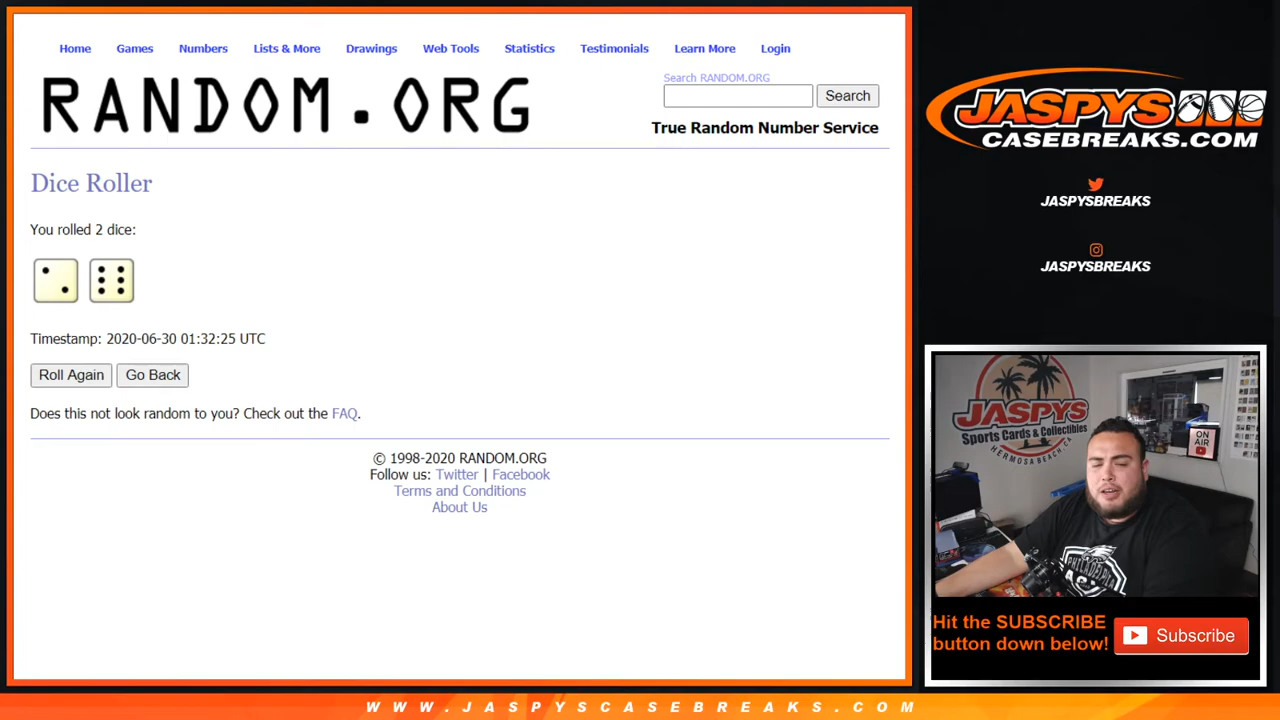 Home Games Numbers Lists & More Drawings Web Tools Statistics Testimonials Learn More Login
RANDOM.ORG
Search RANDOM.ORG
Search
True Random Number Service
Dice Roller
You rolled 2 dice:
Timestamp: 2020-06-30 01:32:25 UTC
Roll Again Go Back
Does this not look random to you? Check out the FAQ.
© 1998-2020 RANDOM.ORG
Follow us: Twitter | Facebook
Terms and Conditions
About Us
JASPYS
CASEBREAKS.COM
JASPYSBREAKS
JASPYSBREAKS
JASPYS
Sports Cards & Collectibles
HERMOSA BEACH, CA
ON AIR
PHILADELPHIA
Hit the SUBSCRIBE
button down below!
Subscribe
WWW.JASPYSCASEBREAKS.COM